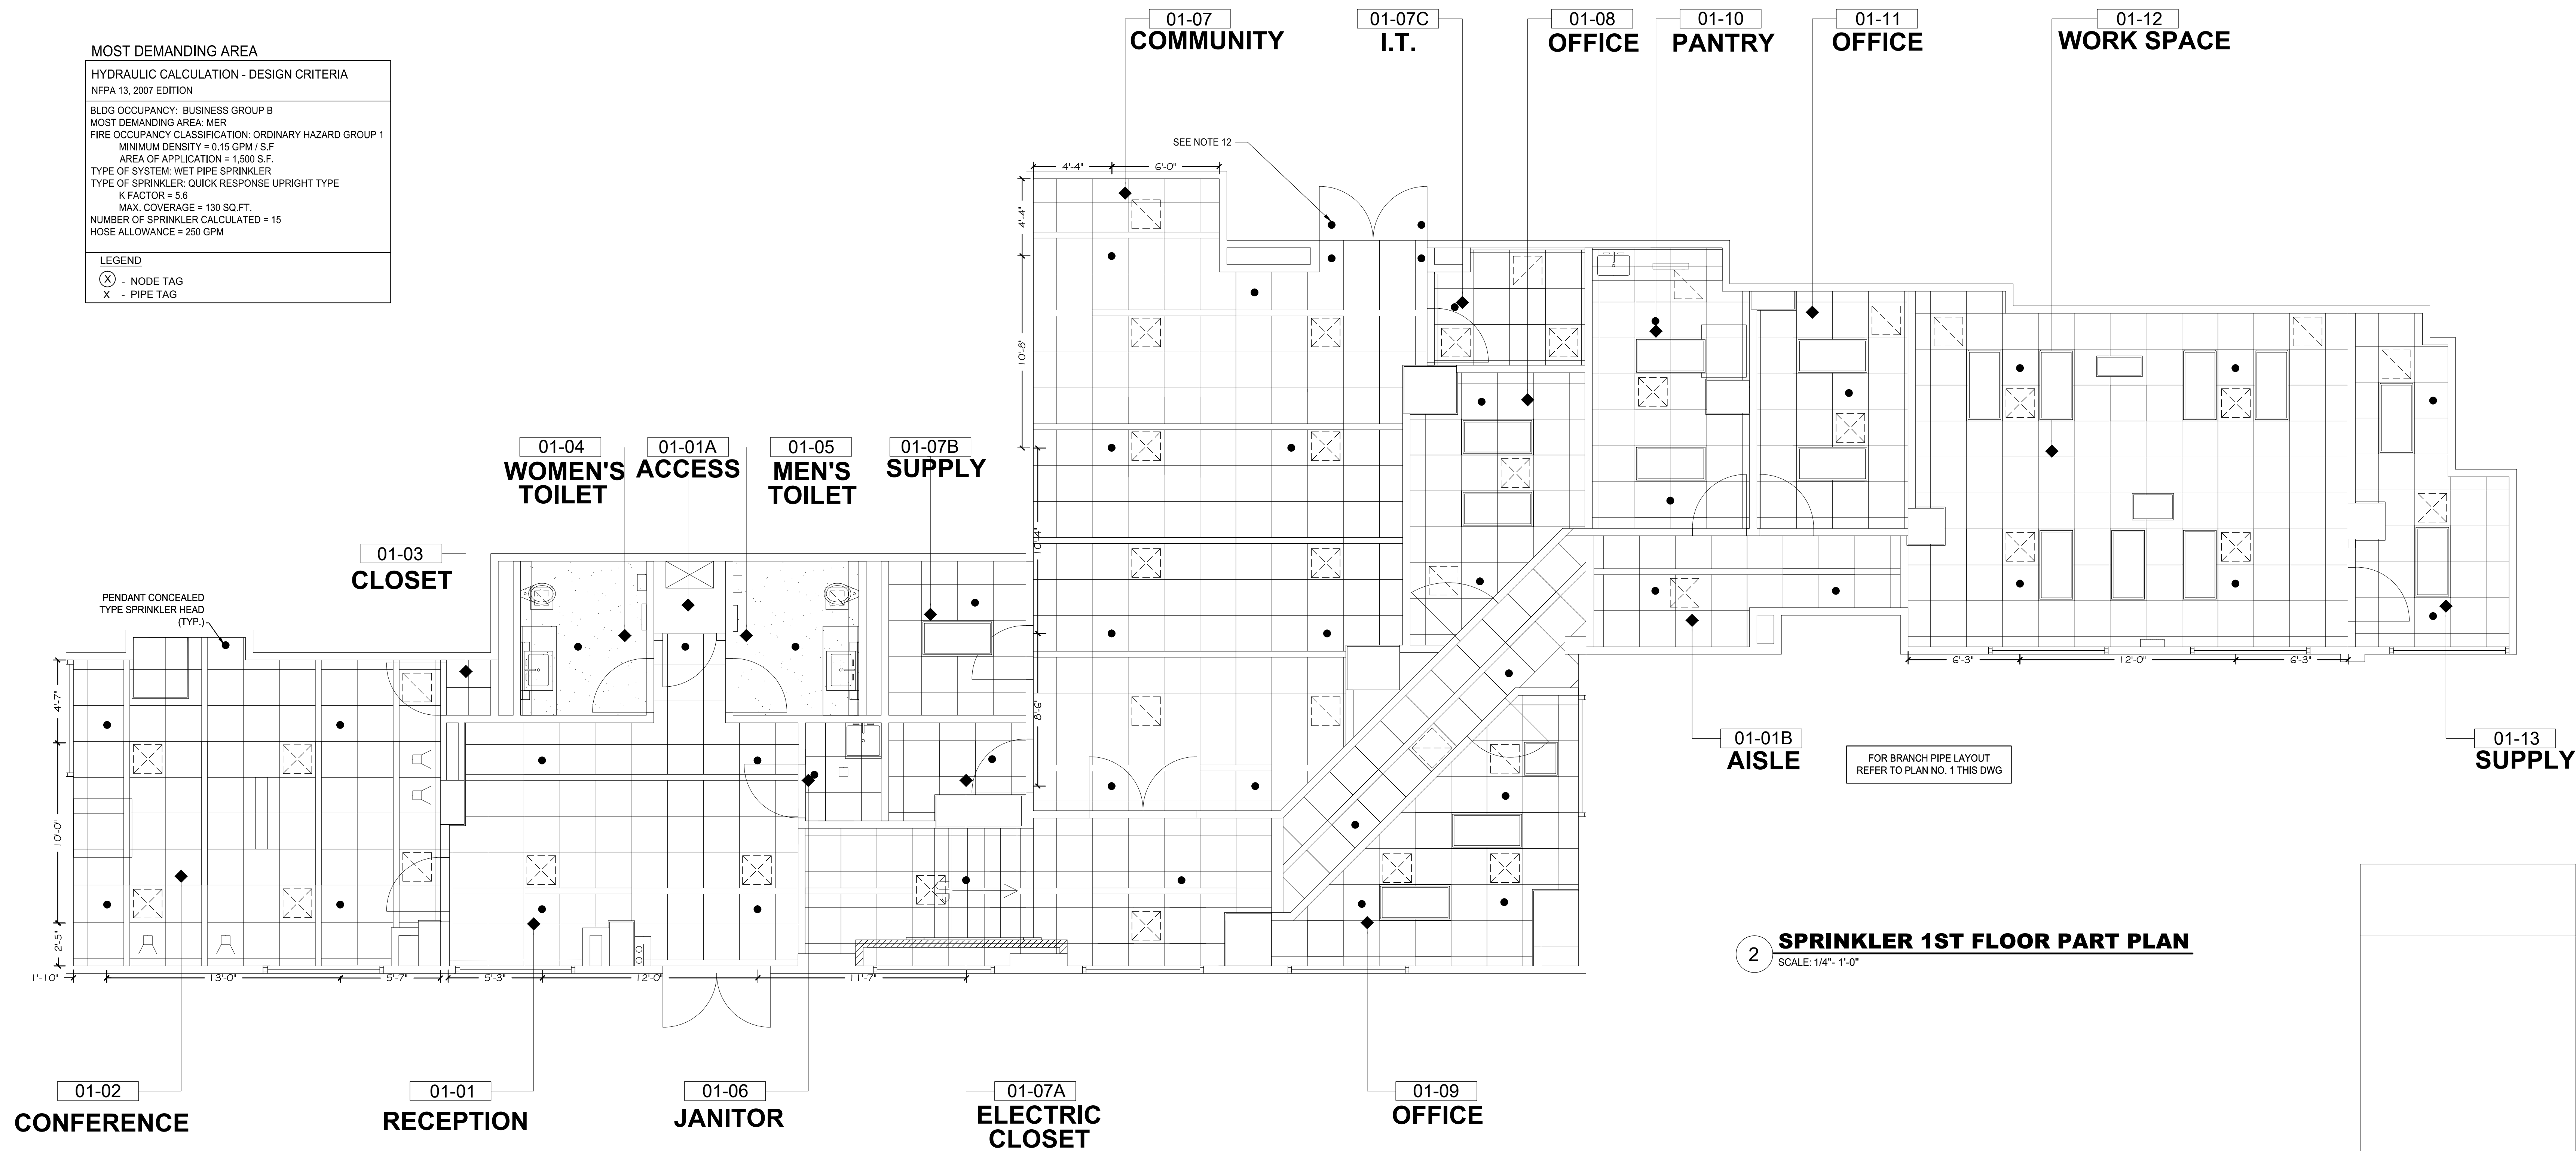 MOST DEMANDING AREA
HYDRAULIC CALCULATION - DESIGN CRITERIA
NFPA 13, 2007 EDITION
BLDG OCCUPANCY: BUSINESS GROUP B
MOST DEMANDING AREA: MER
FIRE OCCUPANCY CLASSIFICATION: ORDINARY HAZARD GROUP 1
MINIMUM DENSITY = 0.15 GPM / S.F
AREA OF APPLICATION = 1,500 S.F.
TYPE OF SYSTEM: WET PIPE SPRINKLER
TYPE OF SPRINKLER: QUICK RESPONSE UPRIGHT TYPE
K FACTOR = 5.6
MAX. COVERAGE = 130 SQ.FT.
NUMBER OF SPRINKLER CALCULATED = 15
HOSE ALLOWANCE = 250 GPM
LEGEND
X - NODE TAG
X - PIPE TAG
01-07
COMMUNITY
01-07C
I.T.
01-08
OFFICE
01-10
PANTRY
01-11
OFFICE
01-12
WORK SPACE
SEE NOTE 12
4'-4"
6'-0"
4'-4"
10'-8"
10'-4"
8'-6"
01-04
WOMEN'S
TOILET
01-01A
ACCESS
01-05
MEN'S
TOILET
01-07B
SUPPLY
01-03
CLOSET
PENDANT CONCEALED
TYPE SPRINKLER HEAD
(TYP.)
4'-7"
10'-0"
2'-5"
1'-10"
13'-0"
5'-7"
5'-3"
12'-0"
11'-7"
6'-3"
12'-0"
6'-3"
01-01B
AISLE
FOR BRANCH PIPE LAYOUT
REFER TO PLAN NO. 1 THIS DWG
01-13
SUPPLY
2
SPRINKLER 1ST FLOOR PART PLAN
SCALE: 1/4"- 1'-0"
01-02
CONFERENCE
01-01
RECEPTION
01-06
JANITOR
01-07A
ELECTRIC
CLOSET
01-09
OFFICE